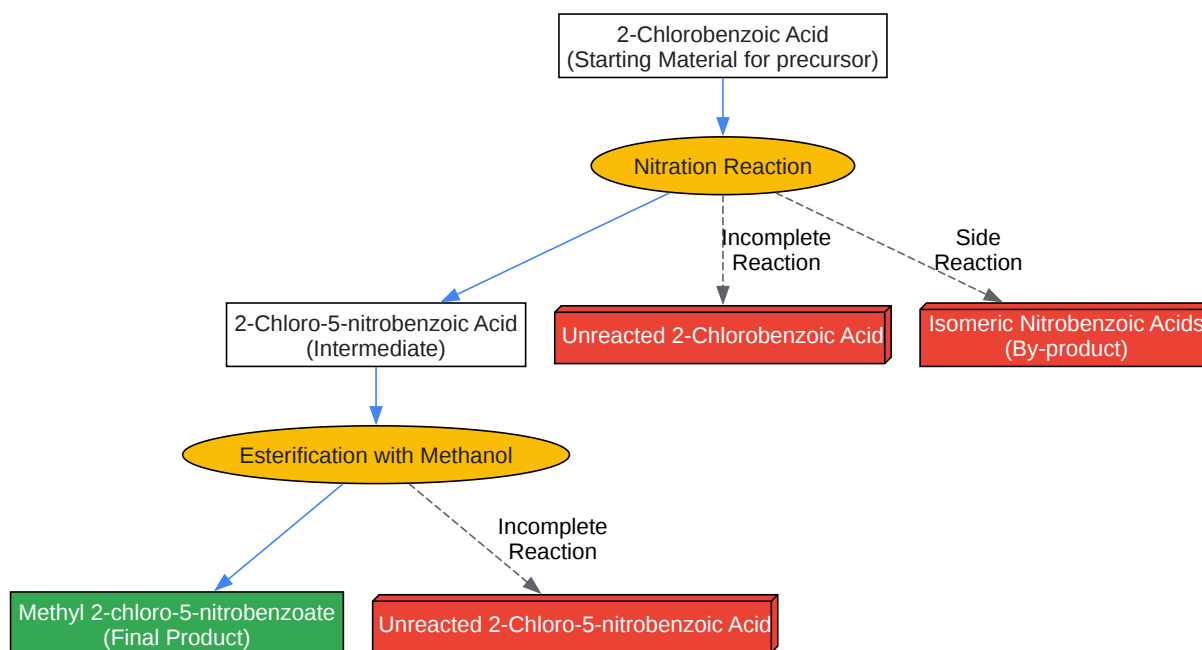 2-Chlorobenzoic Acid
(Starting Material for precursor)
Nitration Reaction
Incomplete
Reaction
Side
Reaction
2-Chloro-5-nitrobenzoic Acid
(Intermediate)
Unreacted 2-Chlorobenzoic Acid
Isomeric Nitrobenzoic Acids
(By-product)
Esterification with Methanol
Incomplete
Reaction
Methyl 2-chloro-5-nitrobenzoate
(Final Product)
Unreacted 2-Chloro-5-nitrobenzoic Acid